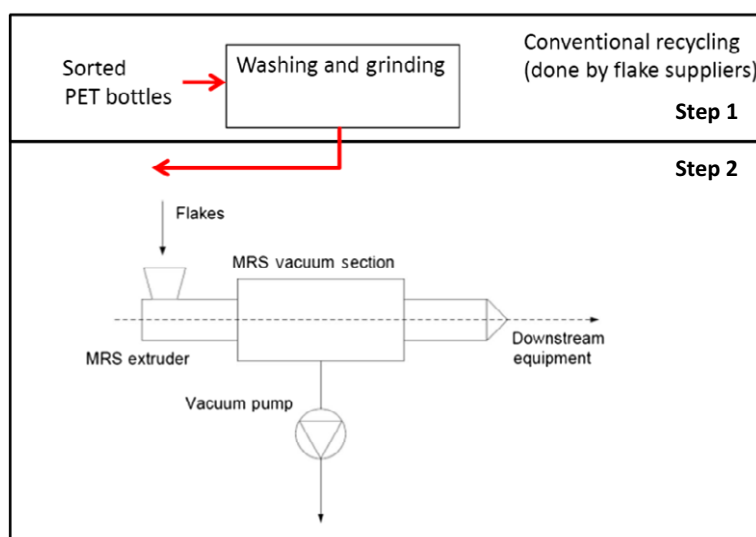 Sorted
PET bottles
Washing and grinding
Conventional recycling
(done by flake suppliers)
Step 1
Step 2
Flakes
MRS vacuum section
MRS extruder
Downstream
equipment
Vacuum pump